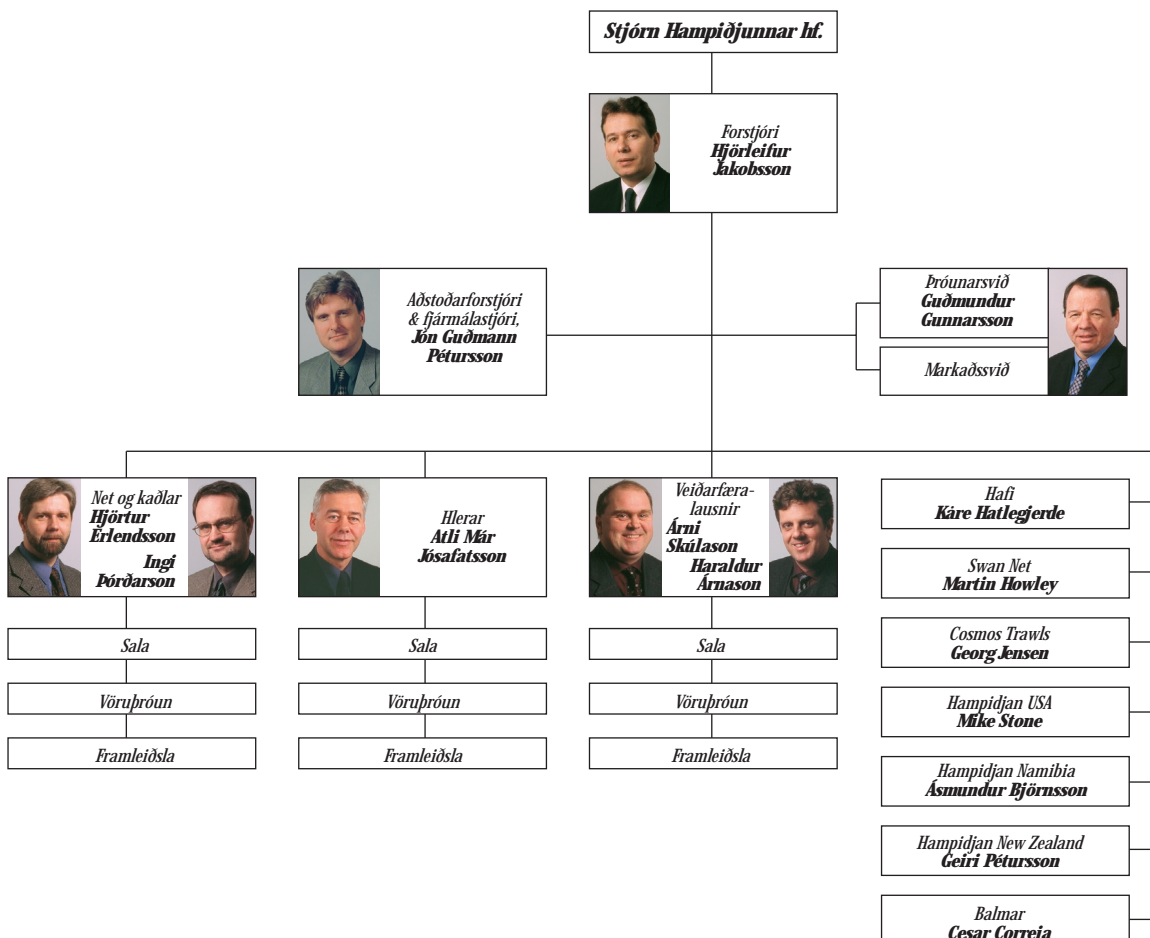 Stjórn Hampiðjunnar hf.
Forstjóri
Hjörleifur
Jakobsson
Aðstoðarforstjóri
& fjármálastjóri,
Jón Guðmann
Pétursson
Þróunarsvið
Guðmundur
Gunnarsson
Markaðssvið
Net og kaðlar
Hjörtur
Erlendsson
Ingi
Þórðarson
Sala
Vöruþróun
Framleiðsla
Hlerar
Atli Már
Jósafatsson
Sala
Vöruþróun
Framleiðsla
Veiðarfæra-
lausnir
Árni
Skúlason
Haraldur
Árnason
Sala
Vöruþróun
Framleiðsla
Hafi
Kåre Hatlegjerde
Swan Net
Martin Howley
Cosmos Trawls
Georg Jensen
Hampidjan USA
Mike Stone
Hampidjan Namibia
Ásmundur Björnsson
Hampidjan New Zealand
Geiri Pétursson
Balmar
Cesar Correia